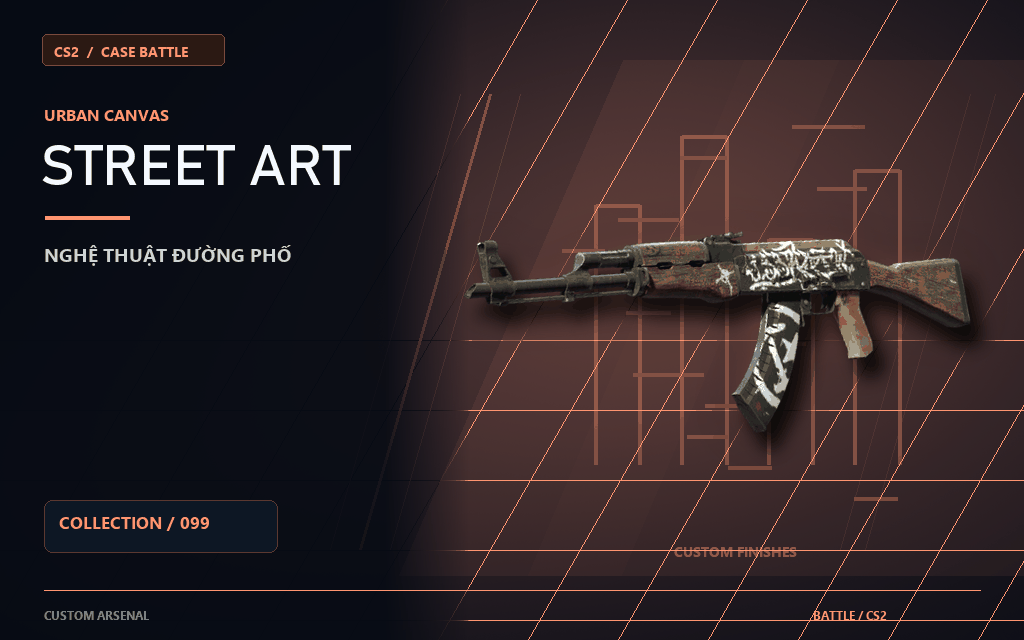 CS2 / CASE BATTLE
URBAN CANVAS
STREET ART
NGHỆ THUẬT ĐƯỜNG PHỐ
COLLECTION / 099
CUSTOM FINISHES
CUSTOM ARSENAL
BATTLE / CS2